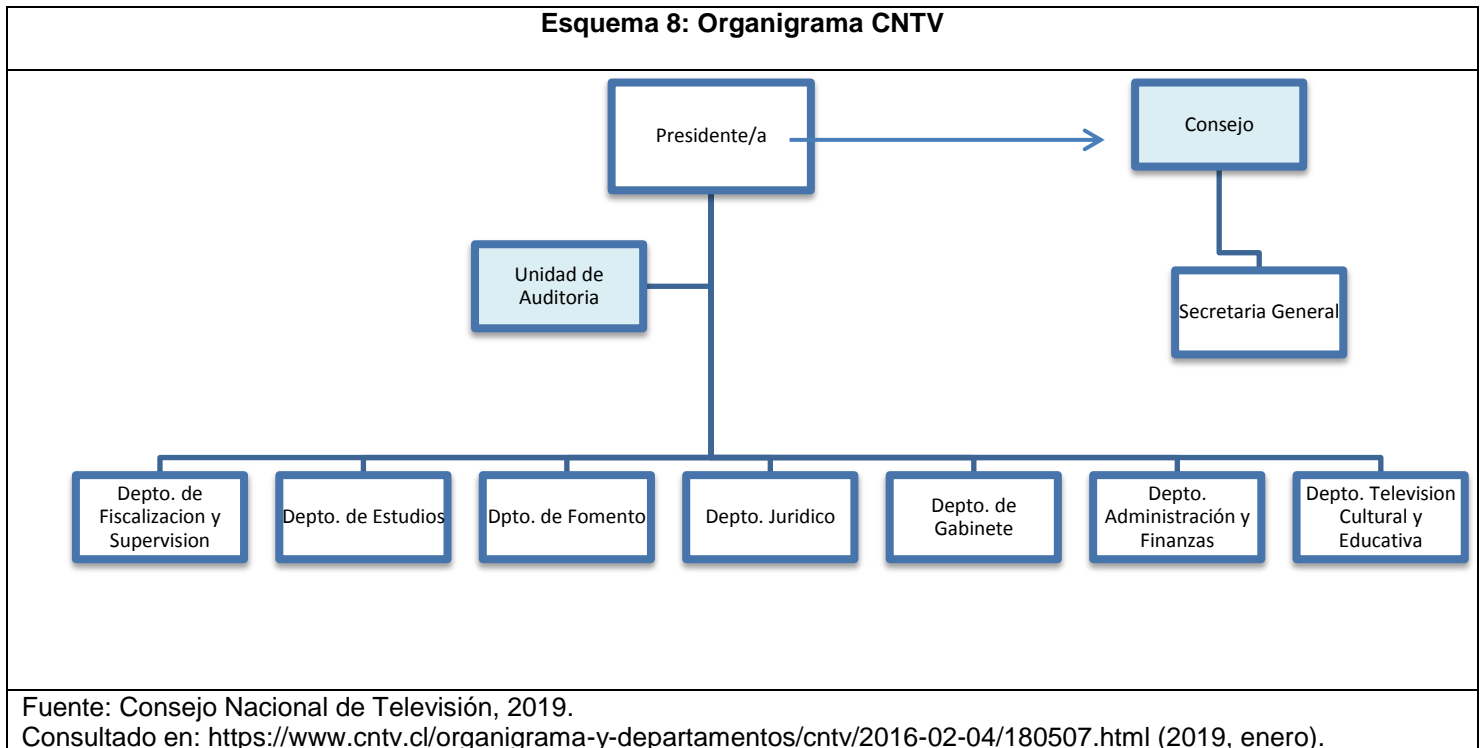 Esquema 8: Organigrama CNTV
Presidente/a
Consejo
Unidad de
Auditoria
Secretaria General
Depto. de
Fiscalizacion y
Supervision
Depto. de Estudios
Dpto. de Fomento
Depto. Juridico
Depto. de
Gabinete
Depto.
Administración y
Finanzas
Depto. Television
Cultural y
Educativa
Fuente: Consejo Nacional de Televisión, 2019.
Consultado en: https://www.cntv.cl/organigrama-y-departamentos/cntv/2016-02-04/180507.html (2019, enero).